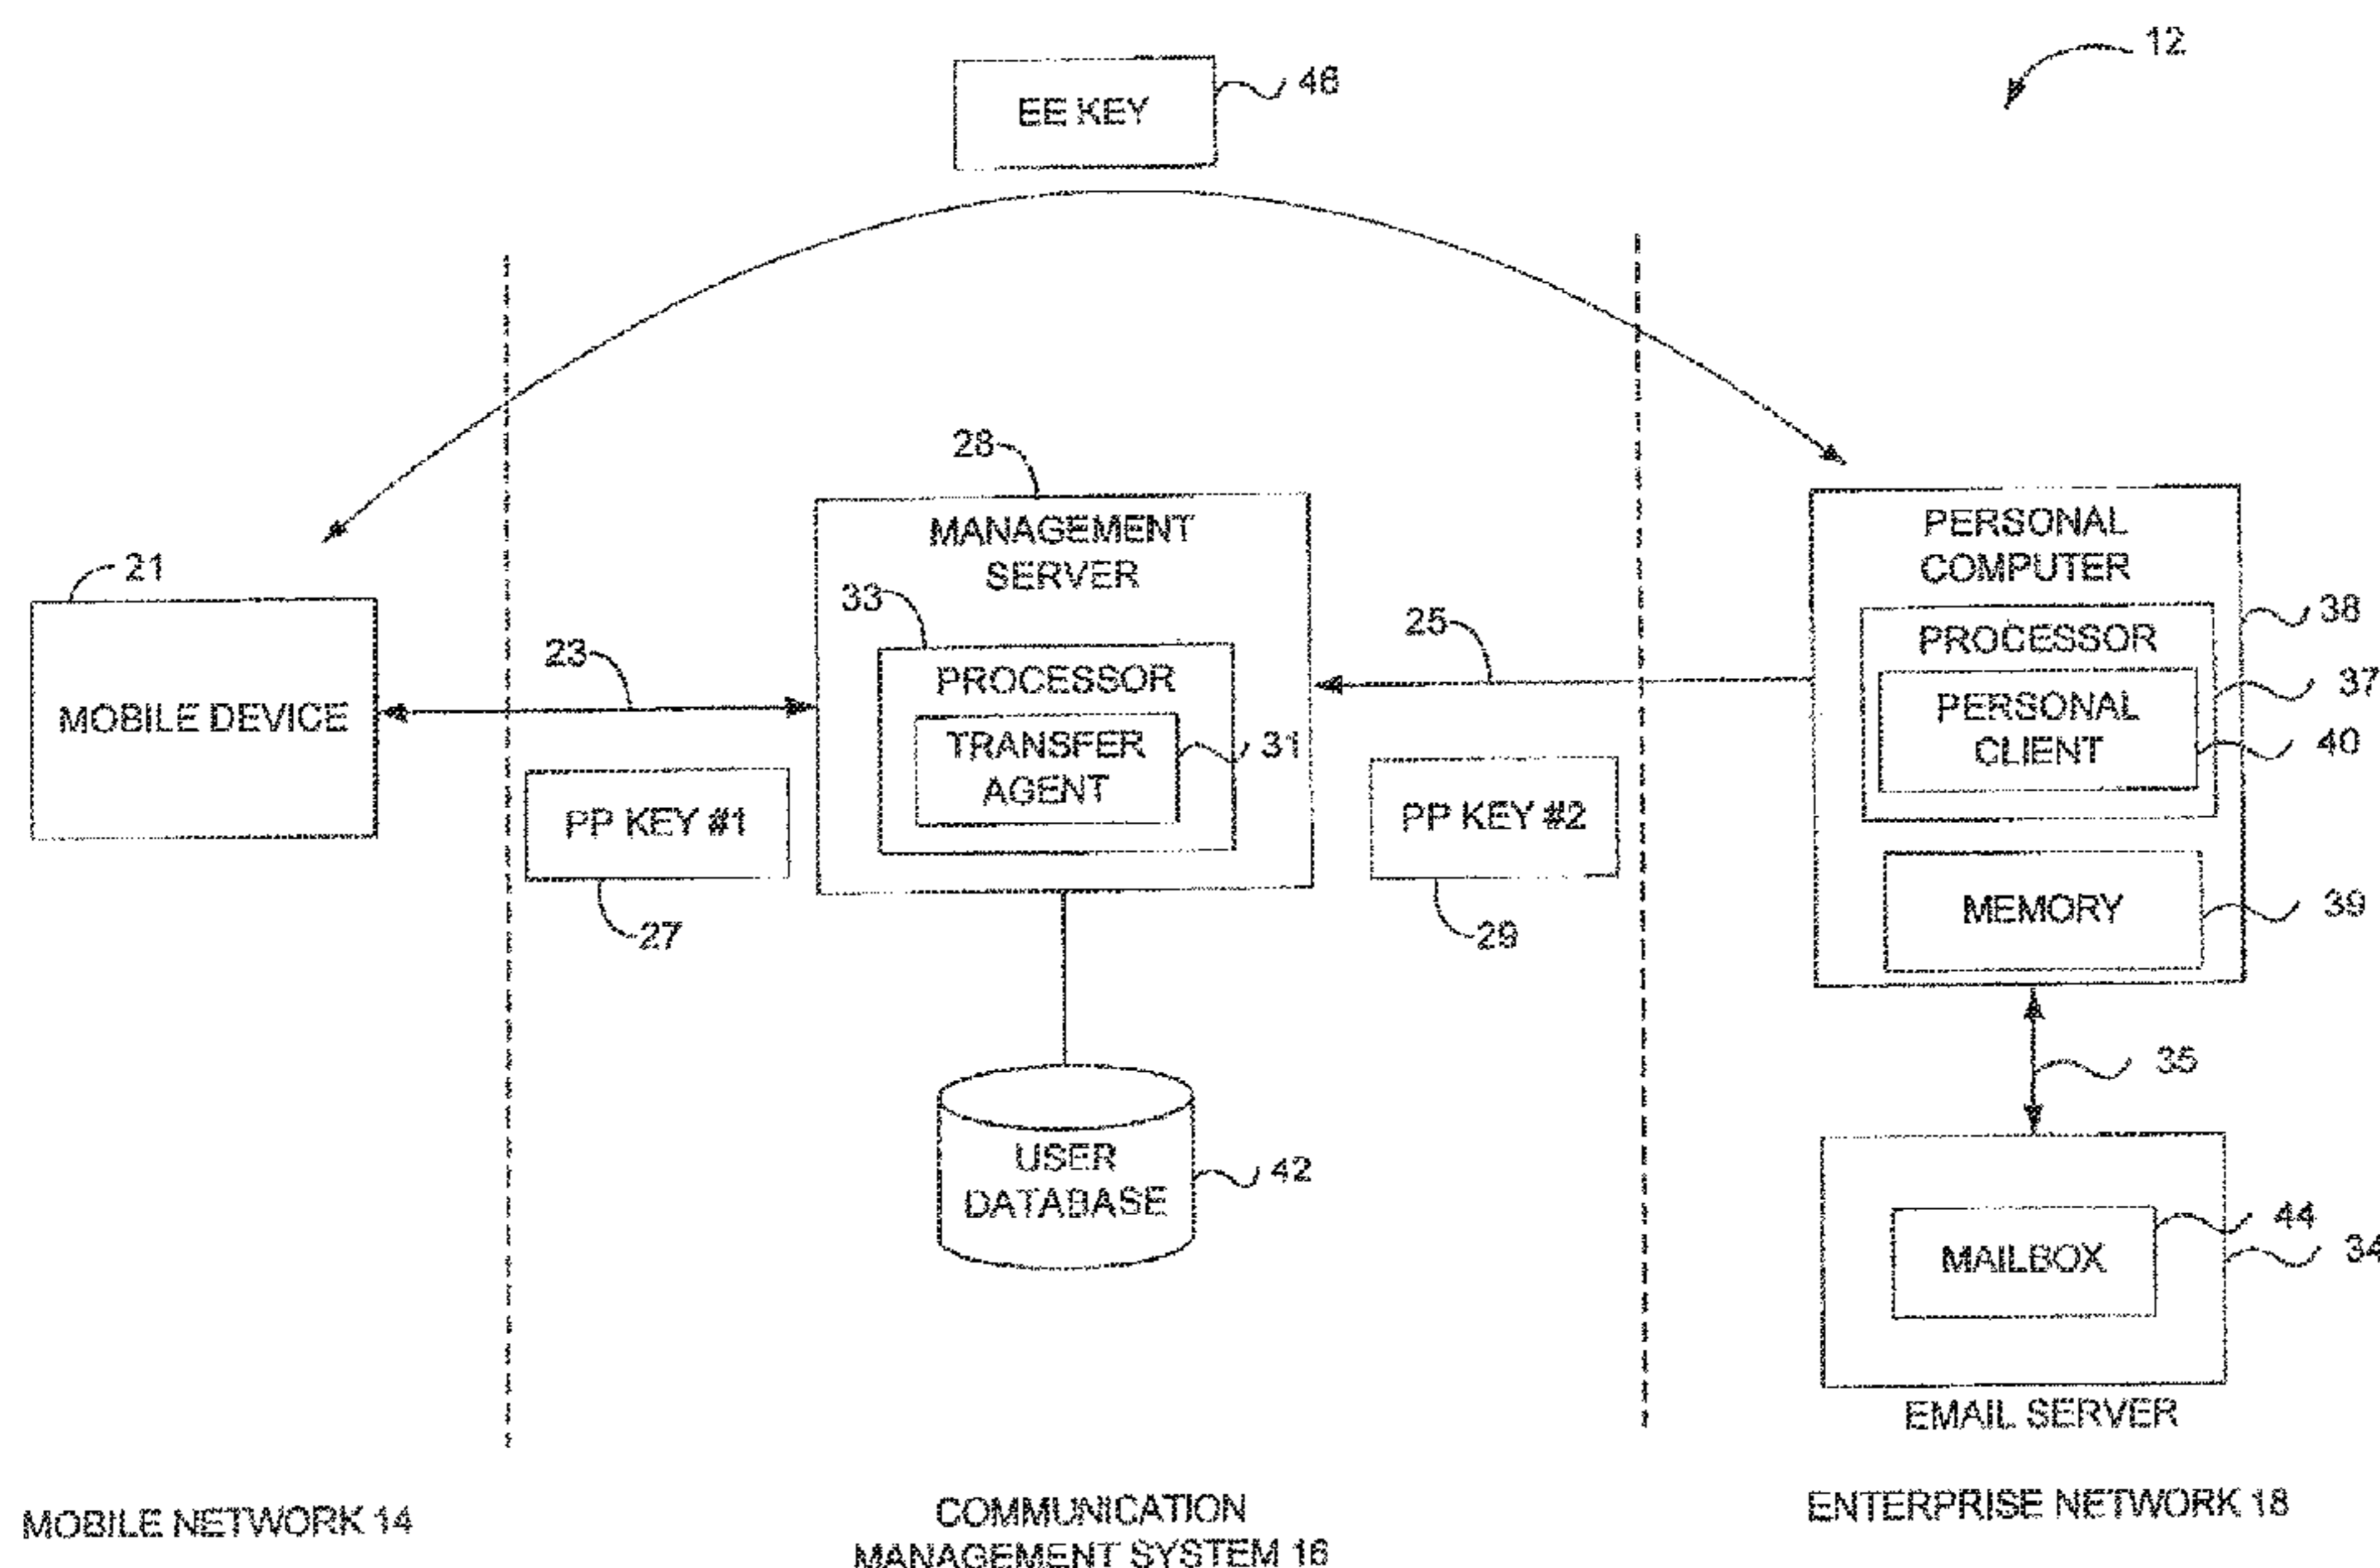 12
EE KEY
46
28
MANAGEMENT
SERVER
PERSONAL
COMPUTER
21
33
25
38
23
PROCESSOR
PROCESSOR
37
MOBILE DEVICE
TRANSFER
AGENT
31
PERSONAL
CLIENT
40
PP KEY #1
PP KEY #2
27
29
MEMORY
39
35
USER
DATABASE
42
MAILBOX
44
34
EMAIL SERVER
MOBILE NETWORK 14
COMMUNICATION
MANAGEMENT SYSTEM 16
ENTERPRISE NETWORK 18